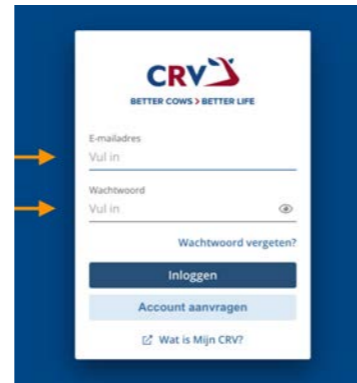 CRV
BETTER COWS > BETTER LIFE
E-mailadres
Vul in
Wachtwoord
Vul in
Wachtwoord vergeten?
Inloggen
Account aanvragen
Wat is Mijn CRV?